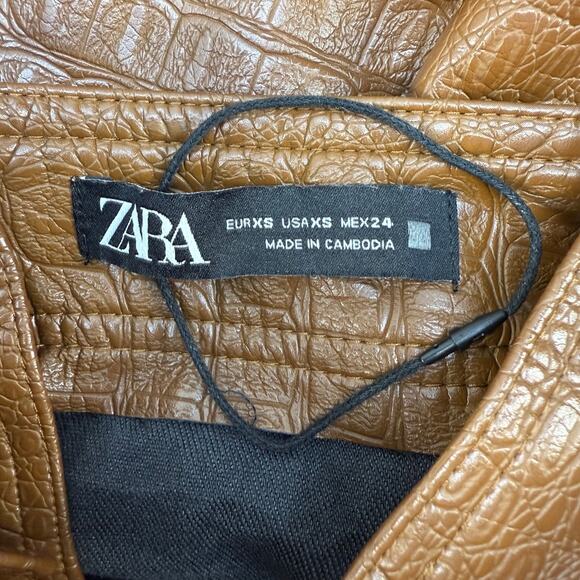 ZARA
EUR XS USA XS MEX 24
MADE IN CAMBODIA